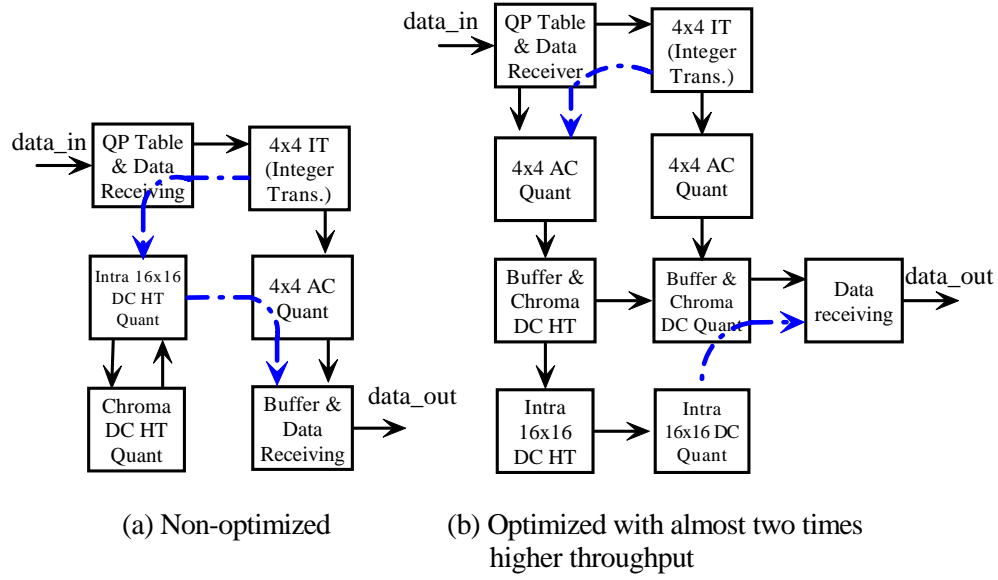 data_in
QP Table
& Data
Receiving
4x4 IT
(Integer
Trans.)
Intra 16x16
DC HT
Quant
4x4 AC
Quant
Chroma
DC HT
Quant
Buffer &
Data
Receiving
data_out
(a) Non-optimized
data_in
QP Table
& Data
Receiver
4x4 IT
(Integer
Trans.)
4x4 AC
Quant
4x4 AC
Quant
Buffer &
Chroma
DC HT
Buffer &
Chroma
DC Quant
Data
receiving
data_out
Intra
16x16
DC HT
Intra
16x16 DC
Quant
(b) Optimized with almost two times
higher throughput